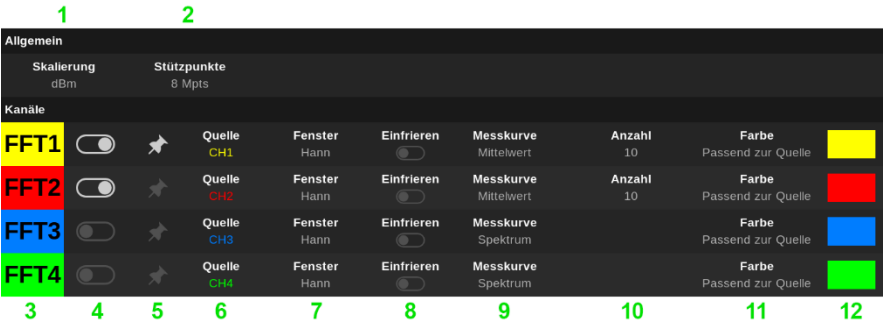 1 2
Allgemein
Skalierung Stützpunkte
dBm 8 Mpts
Kanäle
FFT1 Quelle Fenster Einfrieren Messkurve Anzahl Farbe
CH1 Hann Mittelwert 10 Passend zur Quelle
FFT2 Quelle Fenster Einfrieren Messkurve Anzahl Farbe
CH2 Hann Mittelwert 10 Passend zur Quelle
FFT3 Quelle Fenster Einfrieren Messkurve Farbe
CH3 Hann Spektrum Passend zur Quelle
FFT4 Quelle Fenster Einfrieren Messkurve Farbe
CH4 Hann Spektrum Passend zur Quelle
3 4 5 6 7 8 9 10 11 12